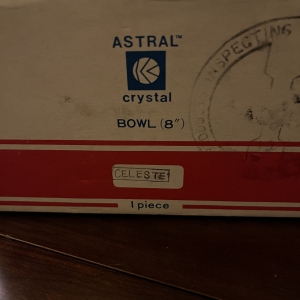 ASTRAL™
crystal
BOWL (8")
INSPECTING
CELESTE
1 piece